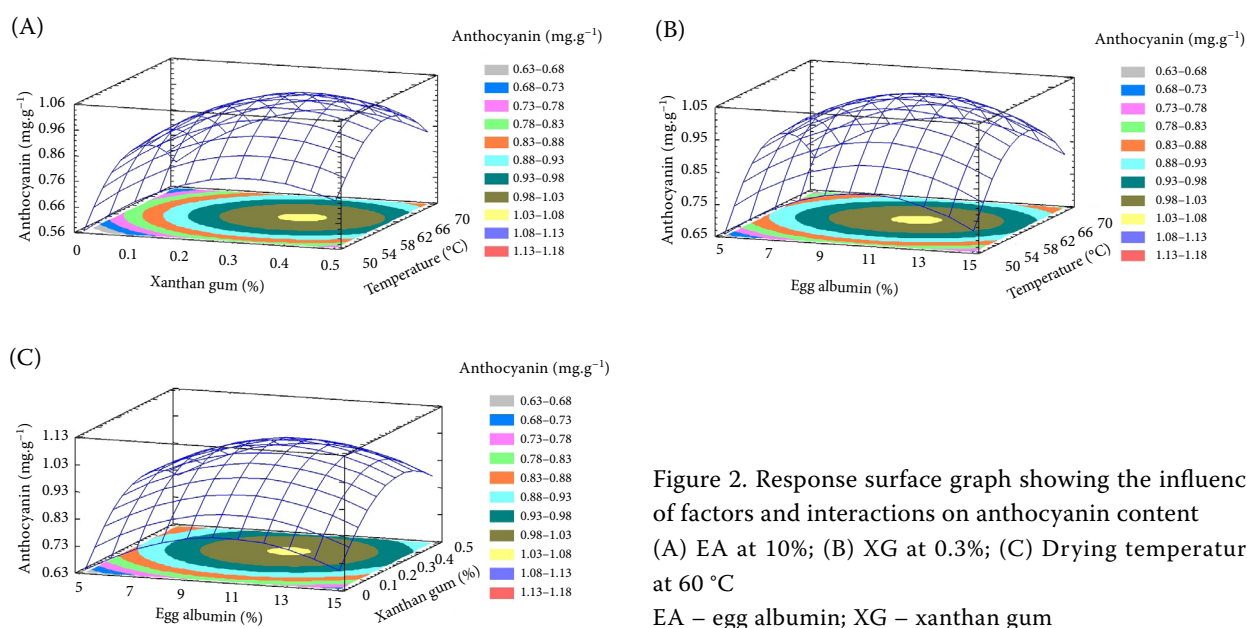 (A)
Anthocyanin (mg.g⁻¹)
0.63–0.68
0.68–0.73
0.73–0.78
0.78–0.83
0.83–0.88
0.88–0.93
0.93–0.98
0.98–1.03
1.03–1.08
1.08–1.13
1.13–1.18
Anthocyanin (mg.g⁻¹)
1.06
0.96
0.86
0.76
0.66
0.56
0 0.1 0.2 0.3 0.4 0.5
Xanthan gum (%)
50 54 58 62 66 70
Temperature (°C)
(B)
Anthocyanin (mg.g⁻¹)
0.63–0.68
0.68–0.73
0.73–0.78
0.78–0.83
0.83–0.88
0.88–0.93
0.93–0.98
0.98–1.03
1.03–1.08
1.08–1.13
1.13–1.18
Anthocyanin (mg.g⁻¹)
1.05
0.95
0.85
0.75
0.65
5 7 9 11 13 15
Egg albumin (%)
50 54 58 62 66 70
Temperature (°C)
(C)
Anthocyanin (mg.g⁻¹)
0.63–0.68
0.68–0.73
0.73–0.78
0.78–0.83
0.83–0.88
0.88–0.93
0.93–0.98
0.98–1.03
1.03–1.08
1.08–1.13
1.13–1.18
Anthocyanin (mg.g⁻¹)
1.13
1.03
0.93
0.83
0.73
0.63
5 7 9 11 13 15
Egg albumin (%)
0 0.1 0.2 0.3 0.4 0.5
Xanthan gum (%)
Figure 2. Response surface graph showing the influenc
of factors and interactions on anthocyanin content
(A) EA at 10%; (B) XG at 0.3%; (C) Drying temperatur
at 60 °C
EA – egg albumin; XG – xanthan gum